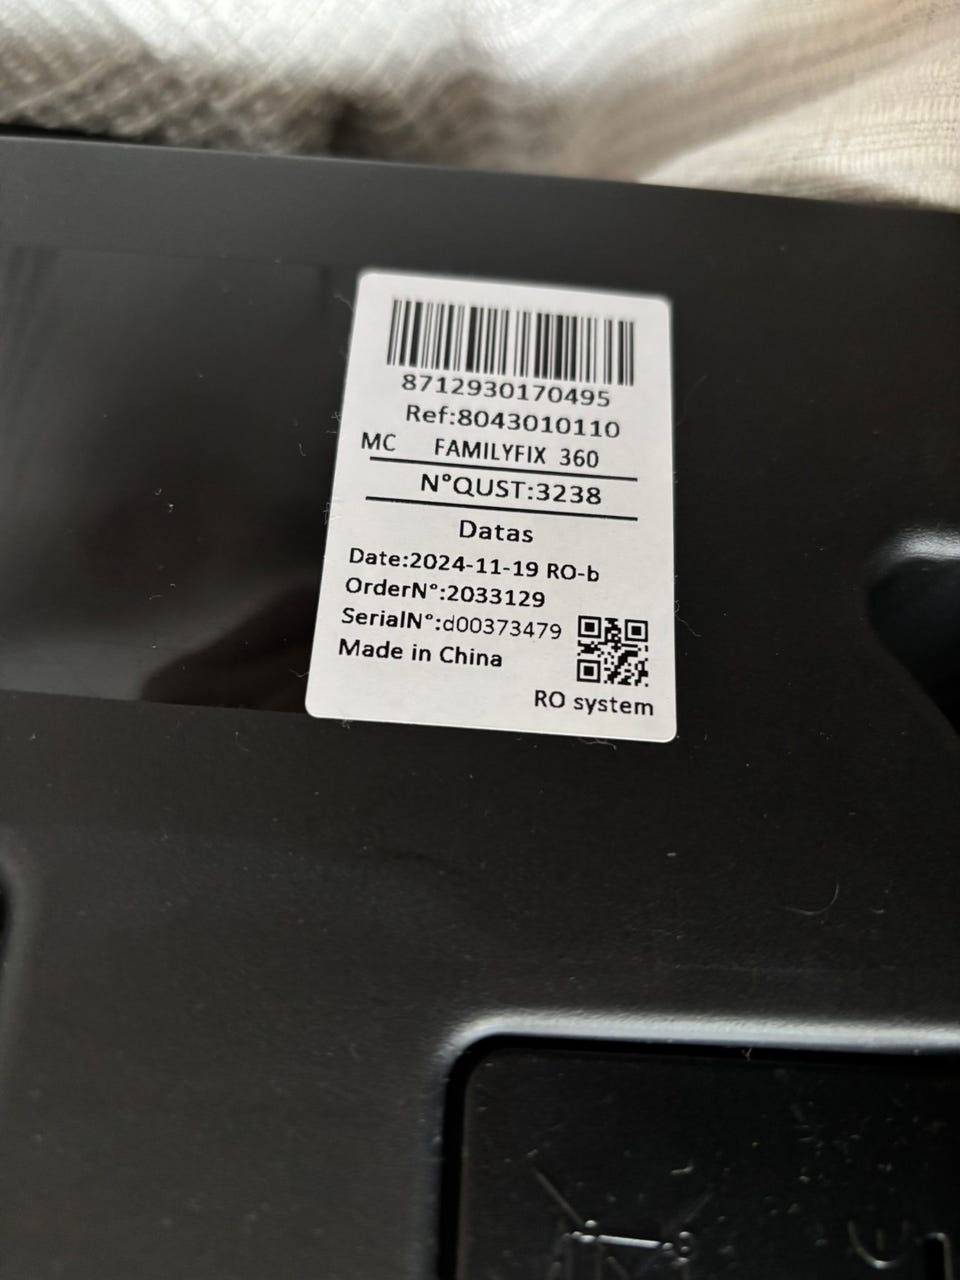 8712930170495
Ref:8043010110
MC FAMILYFIX 360
N°QUST:3238
Datas
Date:2024-11-19 RO-b
OrderN°:2033129
SerialN°:d00373479
Made in China
RO system